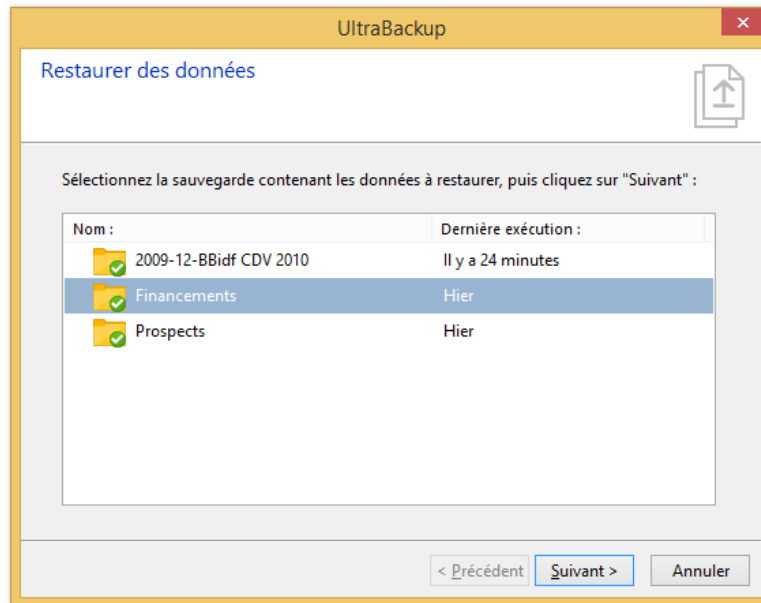 UltraBackup
Restaurer des données
Sélectionnez la sauvegarde contenant les données à restaurer, puis cliquez sur "Suivant" :
Nom : Dernière exécution :
2009-12-BBidf CDV 2010 Il y a 24 minutes
Financements Hier
Prospects Hier
< Précédent Suivant > Annuler